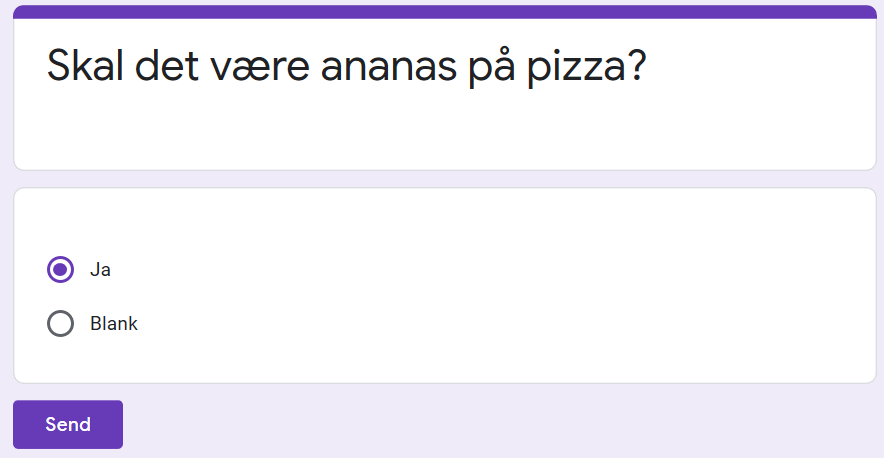 Skal det være ananas på pizza?
Ja
Blank
Send